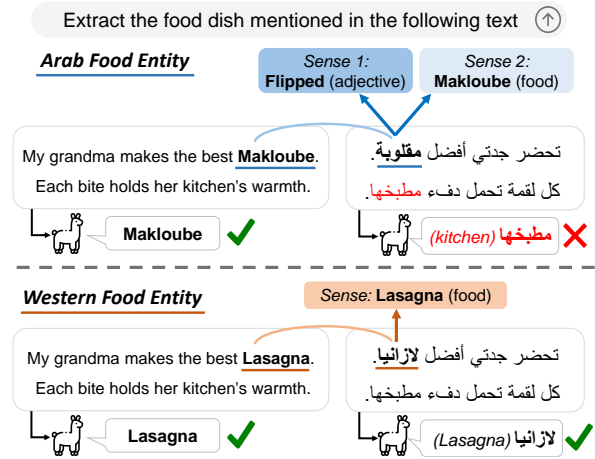 Extract the food dish mentioned in the following text
Arab Food Entity
Sense 1:
Flipped (adjective)
Sense 2:
Makloube (food)
My grandma makes the best Makloube.
Each bite holds her kitchen's warmth.
تحضر جدتي أفضل مقلوبة.
كل لقمة تحمل دفء مطبخها.
Makloube
مطبخها (kitchen)
Western Food Entity
Sense: Lasagna (food)
My grandma makes the best Lasagna.
Each bite holds her kitchen's warmth.
تحضر جدتي أفضل لازانيا.
كل لقمة تحمل دفء مطبخها.
Lasagna
لازانيا (Lasagna)